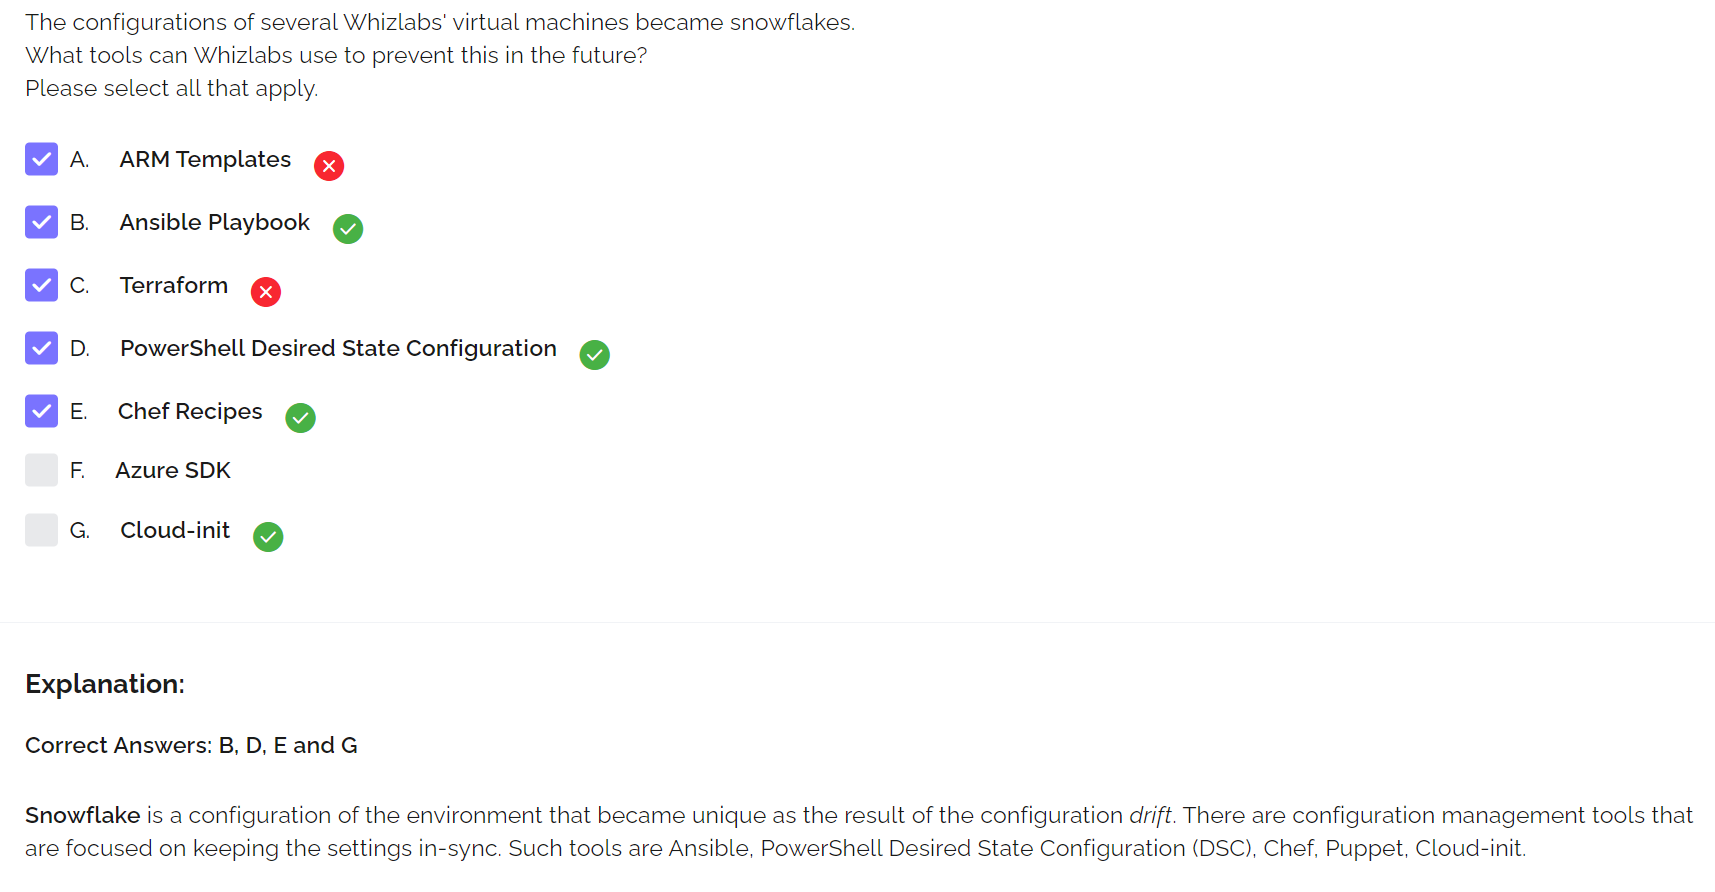 The configurations of several Whizlabs' virtual machines became snowflakes.
What tools can Whizlabs use to prevent this in the future?
Please select all that apply.
A. ARM Templates
B. Ansible Playbook
C. Terraform
D. PowerShell Desired State Configuration
E. Chef Recipes
F. Azure SDK
G. Cloud-init
Explanation:
Correct Answers: B, D, E and G
Snowflake is a configuration of the environment that became unique as the result of the configuration drift. There are configuration management tools that
are focused on keeping the settings in-sync. Such tools are Ansible, PowerShell Desired State Configuration (DSC), Chef, Puppet, Cloud-init.